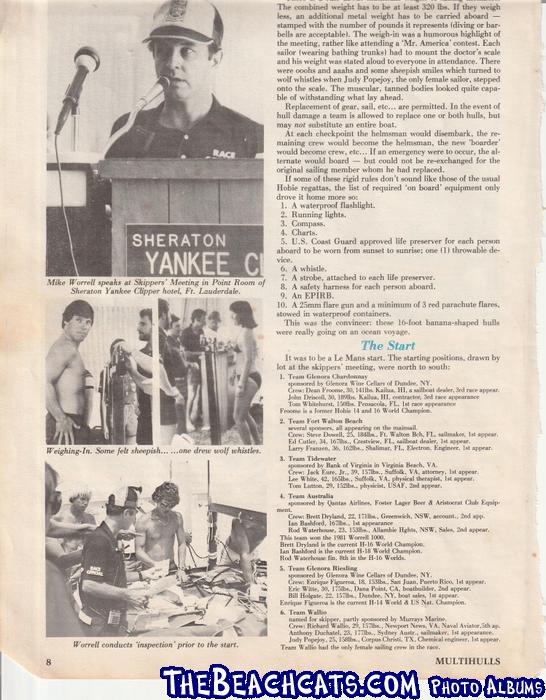 RACE
SHERATON
YANKEE CL
Mike Worrell speaks at Skippers' Meeting in Point Room of
Sheraton Yankee Clipper hotel, Ft. Lauderdale.
Weighing-In. Some felt sheepish... ...one drew wolf whistles.
RACE
OFFICIAL
Worrell conducts 'inspection' prior to the start.
The combined weight has to be at least 320 lbs. If they weigh
less, an additional metal weight has to be carried aboard —
stamped with the number of pounds it represents (diving or bar-
bells are acceptable). The weigh-in was a humorous highlight of
the meeting, rather like attending a 'Mr. America' contest. Each
sailor (wearing bathing trunks) had to mount the doctor's scale
and his weight was stated aloud to everyone in attendance. There
were ooohs and aaahs and some sheepish smiles which turned to
wolf whistles when Judy Popejoy, the only female sailor, stepped
onto the scale. The muscular, tanned bodies looked quite capa-
ble of withstanding what lay ahead.
Replacement of gear, sail, etc... are permitted. In the event of
hull damage a team is allowed to replace one or both hulls, but
may not substitute an entire boat.
At each checkpoint the helmsman would disembark, the re-
maining crew would become the helmsman, the new 'boarder'
would become crew, etc... If an emergency were to occur, the al-
ternate would board — but could not be re-exchanged for the
original sailing member whom he had replaced.
If some of these rigid rules don't sound like those of the usual
Hobie regattas, the list of required 'on board' equipment only
drove it home more so:
1. A waterproof flashlight.
2. Running lights.
3. Compass.
4. Charts.
5. U.S. Coast Guard approved life preserver for each person
aboard to be worn from sunset to sunrise; one (1) throwable de-
vice.
6. A whistle.
7. A strobe, attached to each life preserver.
8. A safety harness for each person aboard.
9. An EPIRB.
10. A 25mm flare gun and a minimum of 3 red parachute flares,
stowed in waterproof containers.
This was the convincer: these 16-foot banana-shaped hulls
were really going on an ocean voyage.
The Start
It was to be a Le Mans start. The starting positions, drawn by
lot at the skippers' meeting, were north to south:
1. Team Glenora Chardonnay
sponsored by Glenora Wine Cellars of Dundee, NY.
Crew: Dean Froome, 30, 141lbs. Kailua, HI, a sailboat dealer, 3rd race appear.
John Driscoll, 30, 189lbs. Kailua, HI, contractor, 3rd race appearance
Tom Whitehurst, 150lbs. Pensacola, FL, 1st race appearance
Froome is a former Hobie 14 and 16 World Champion.
2. Team Fort Walton Beach
several sponsors, all appearing on the mainsail.
Crew: Steve Dowell, 25, 184lbs., Ft. Walton Bch, FL, sailmaker, 1st appear.
Ed Cutler, 34, 167lbs., Crestview, FL, sailboat dealer, 1st appear.
Larry Franzen, 36, 162lbs., Shalimar, FL, Electron. Engineer, 1st appear.
3. Team Tidewater
sponsored by Bank of Virginia in Virginia Beach, VA.
Crew: Jack Eure, Jr., 39, 157lbs., Suffolk, VA, attorney, 1st appear.
Lee White, 42, 165lbs., Suffolk, VA, physical therapist, 1st appear.
Tom Lutton, 29, 152lbs., physicist, USAF, 2nd appear.
4. Team Australia
sponsored by Qantas Airlines, Foster Lager Beer & Aristocrat Club Equip-
ment.
Crew: Bret Dryland, 22, 171lbs., Greenwich, NSW, account., 2nd app.
Ian Bashford, 167lbs., 1st appearance
Rod Waterhouse, 23, 153lbs., Allambie Hghts, NSW, Sales, 2nd appear.
This team won the 1981 Worrell 1000.
Brett Dryland is the current H-16 World Champion.
Ian Bashford is the current H-18 World Champion.
Rod Waterhouse fin. 8th in the H-16 Worlds.
5. Team Glenora Riesling
sponsored by Glenora Wine Cellars of Dundee, NY.
Crew: Enrique Figueroa, 18, 153lbs., San Juan, Puerto Rico, 1st appear.
Eric Witte, 30, 175lbs., Dana Point, CA, boatbuilder, 2nd appear.
Bill Holgate, 22, 157lbs., Dundee, NY, boat sales, 1st appear.
Enrique Figueroa is the current H-14 World & US Nat. Champion.
6. Team Wallio
named for skipper, partly sponsored by Murrays Marine.
Crew: Richard Wallio, 29, 157lbs., Newport News, VA, Naval Aviator, 5th ap.
Anthony Duchatel, 23, 177lbs., Sydney Austr., sailmaker, 1st appearance.
Judy Popejoy, 25, 158lbs., Corpus Christi, TX, Chemical engineer, 1st appear.
Team Wallio had the only female sailing crew in the race.
8
MULTIHULLS
TheBeachcats.com Photo Albums